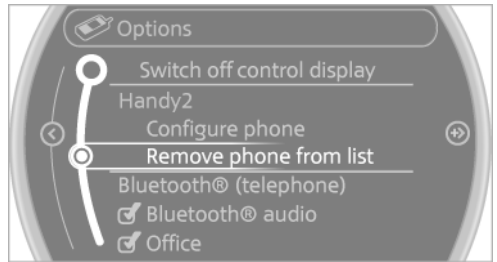 Options
Switch off control display
Handy2
Configure phone
Remove phone from list
Bluetooth® (telephone)
Bluetooth® audio
Office